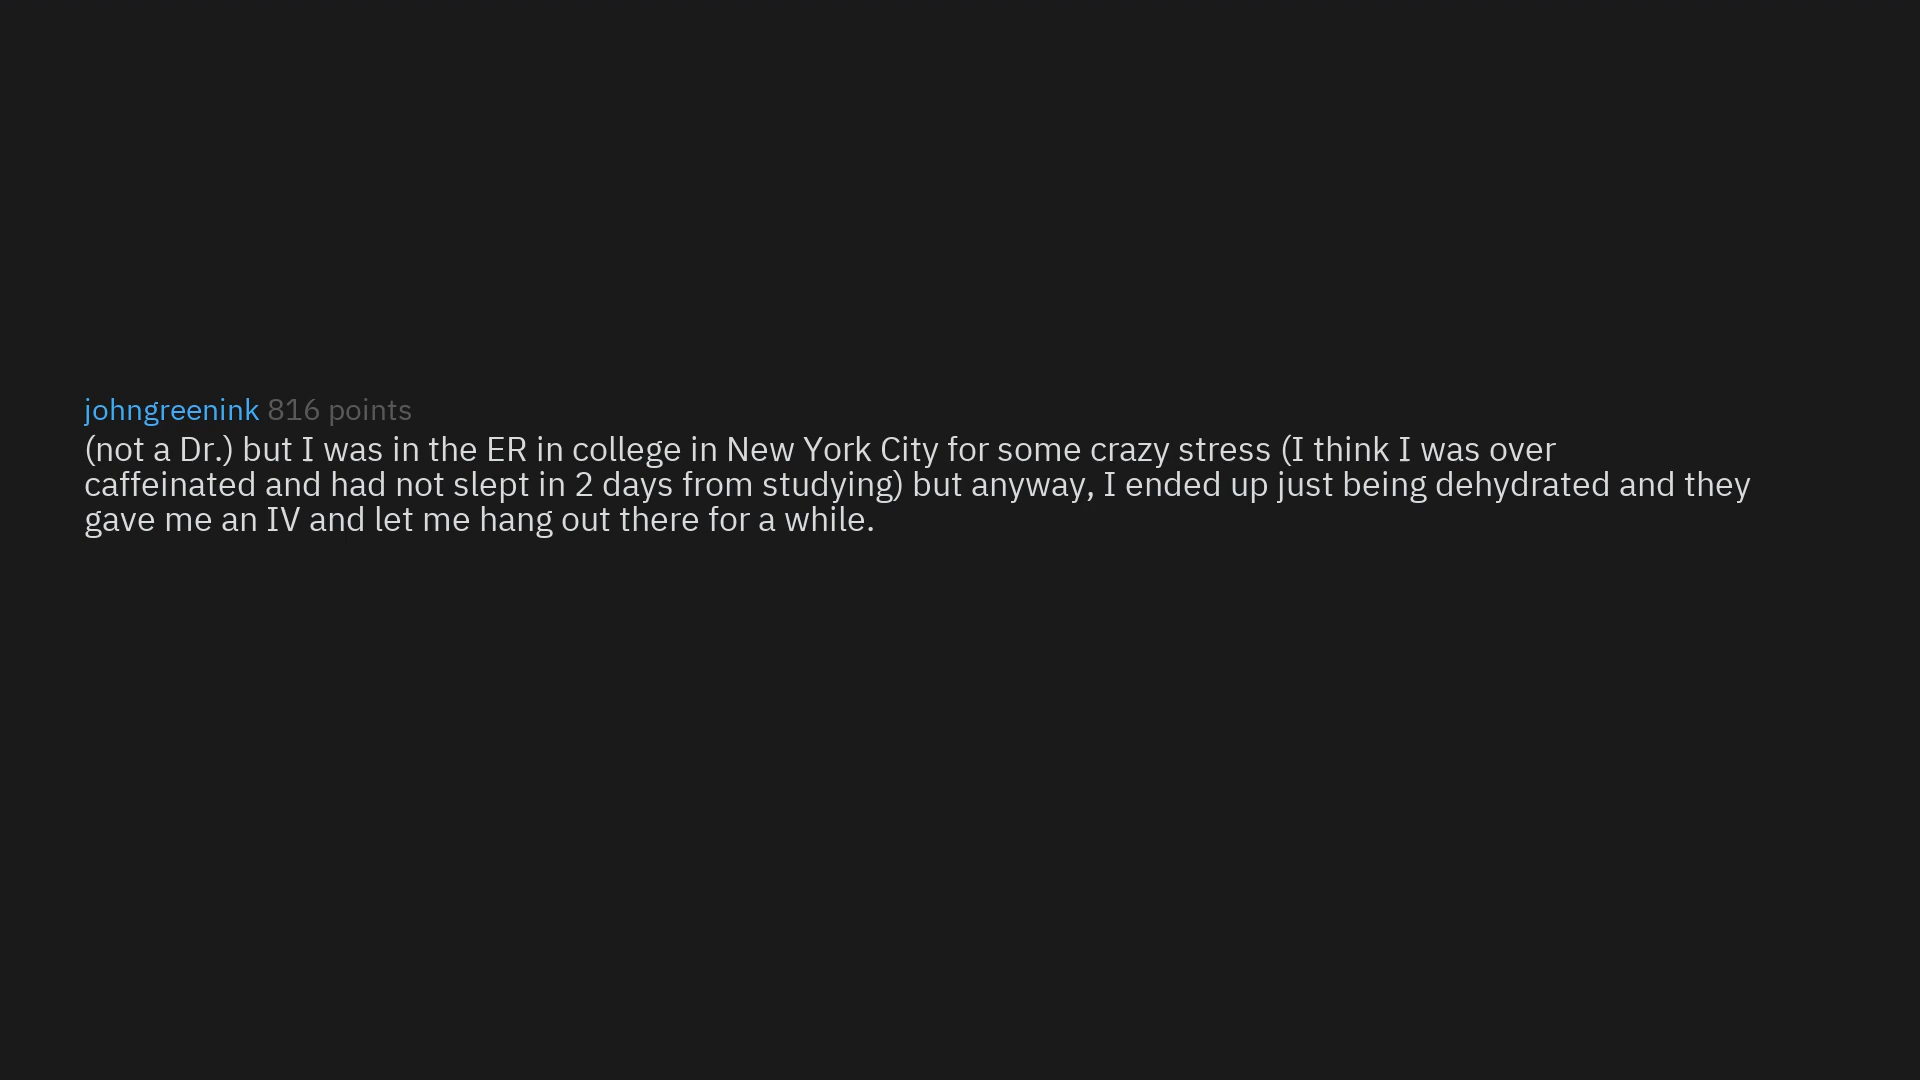 johngreenink 816 points
(not a Dr.) but I was in the ER in college in New York City for some crazy stress (I think I was over
caffeinated and had not slept in 2 days from studying) but anyway, I ended up just being dehydrated and they
gave me an IV and let me hang out there for a while.